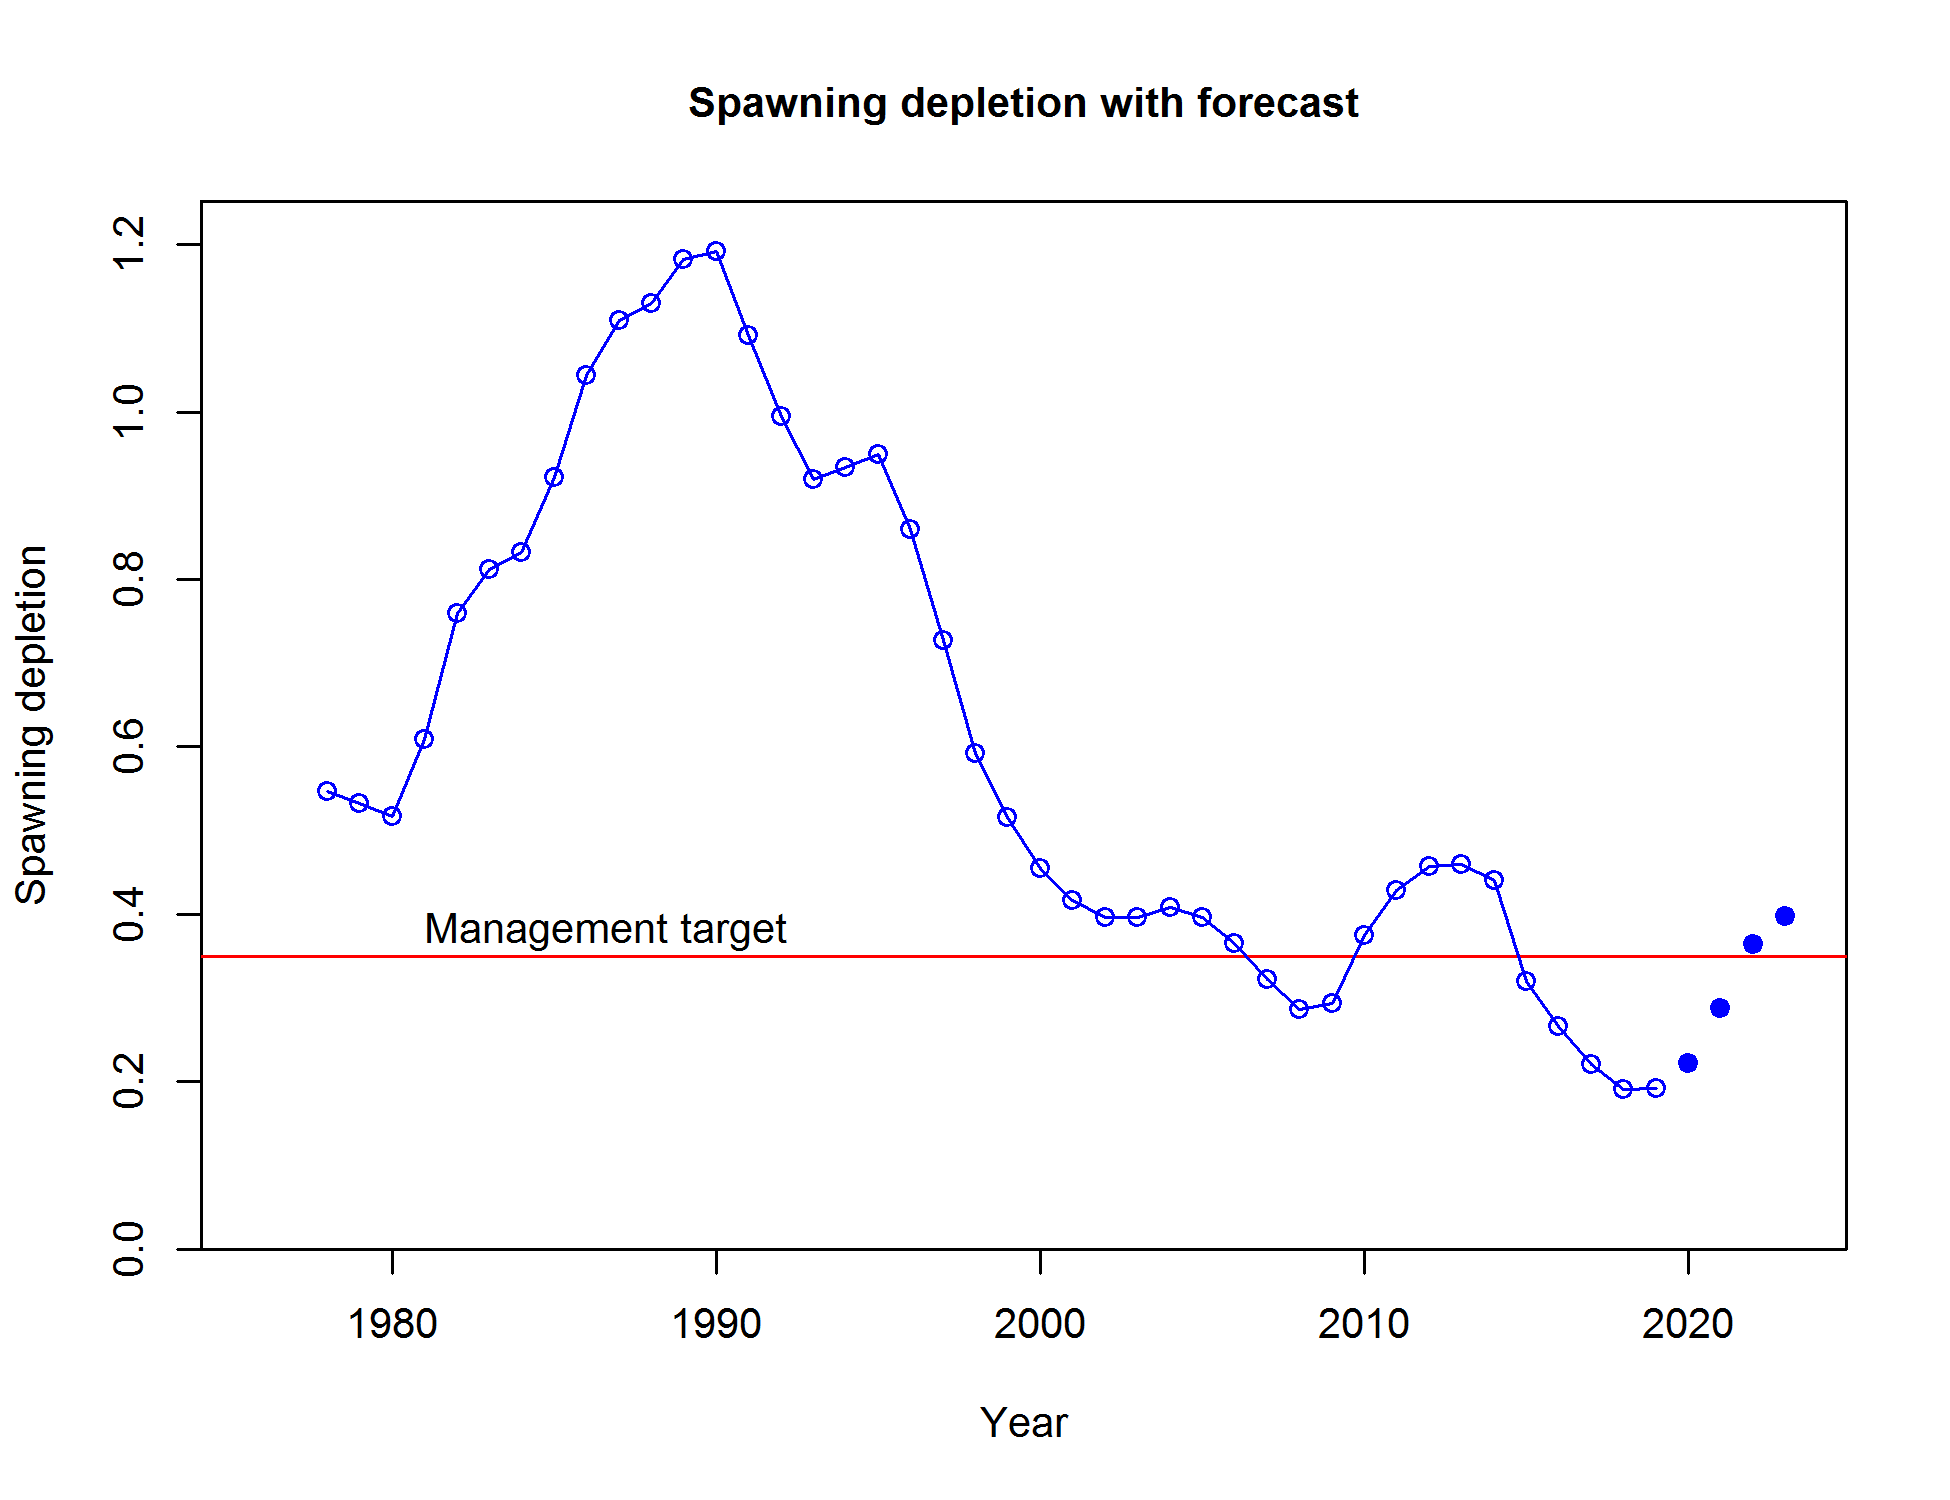 Spawning depletion with forecast
Spawning depletion
1.2
1.0
0.8
0.6
0.4
0.2
0.0
Management target
1980 1990 2000 2010 2020
Year